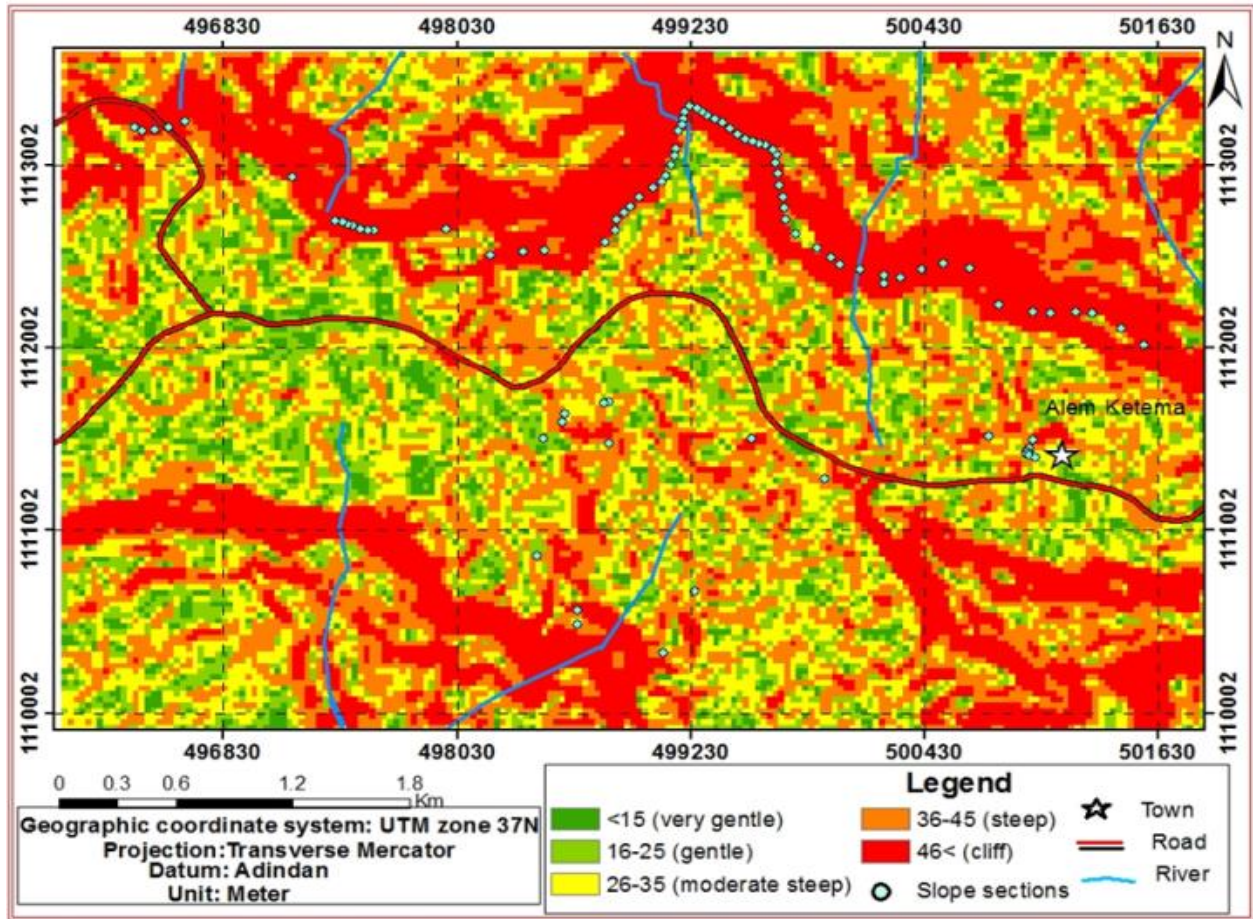 496830 498030 499230 500430 501630
Z
1113002 1113002
1112002 1112002
Alem Ketema
1111002 1111002
1110002 1110002
496830 498030 499230 500430 501630
0 0.3 0.6 1.2 1.8
Km
Geographic coordinate system: UTM zone 37N
Projection:Transverse Mercator
Datum: Adindan
Unit: Meter
Legend
<15 (very gentle)
16-25 (gentle)
26-35 (moderate steep)
36-45 (steep)
46< (cliff)
Slope sections
Town
Road
River